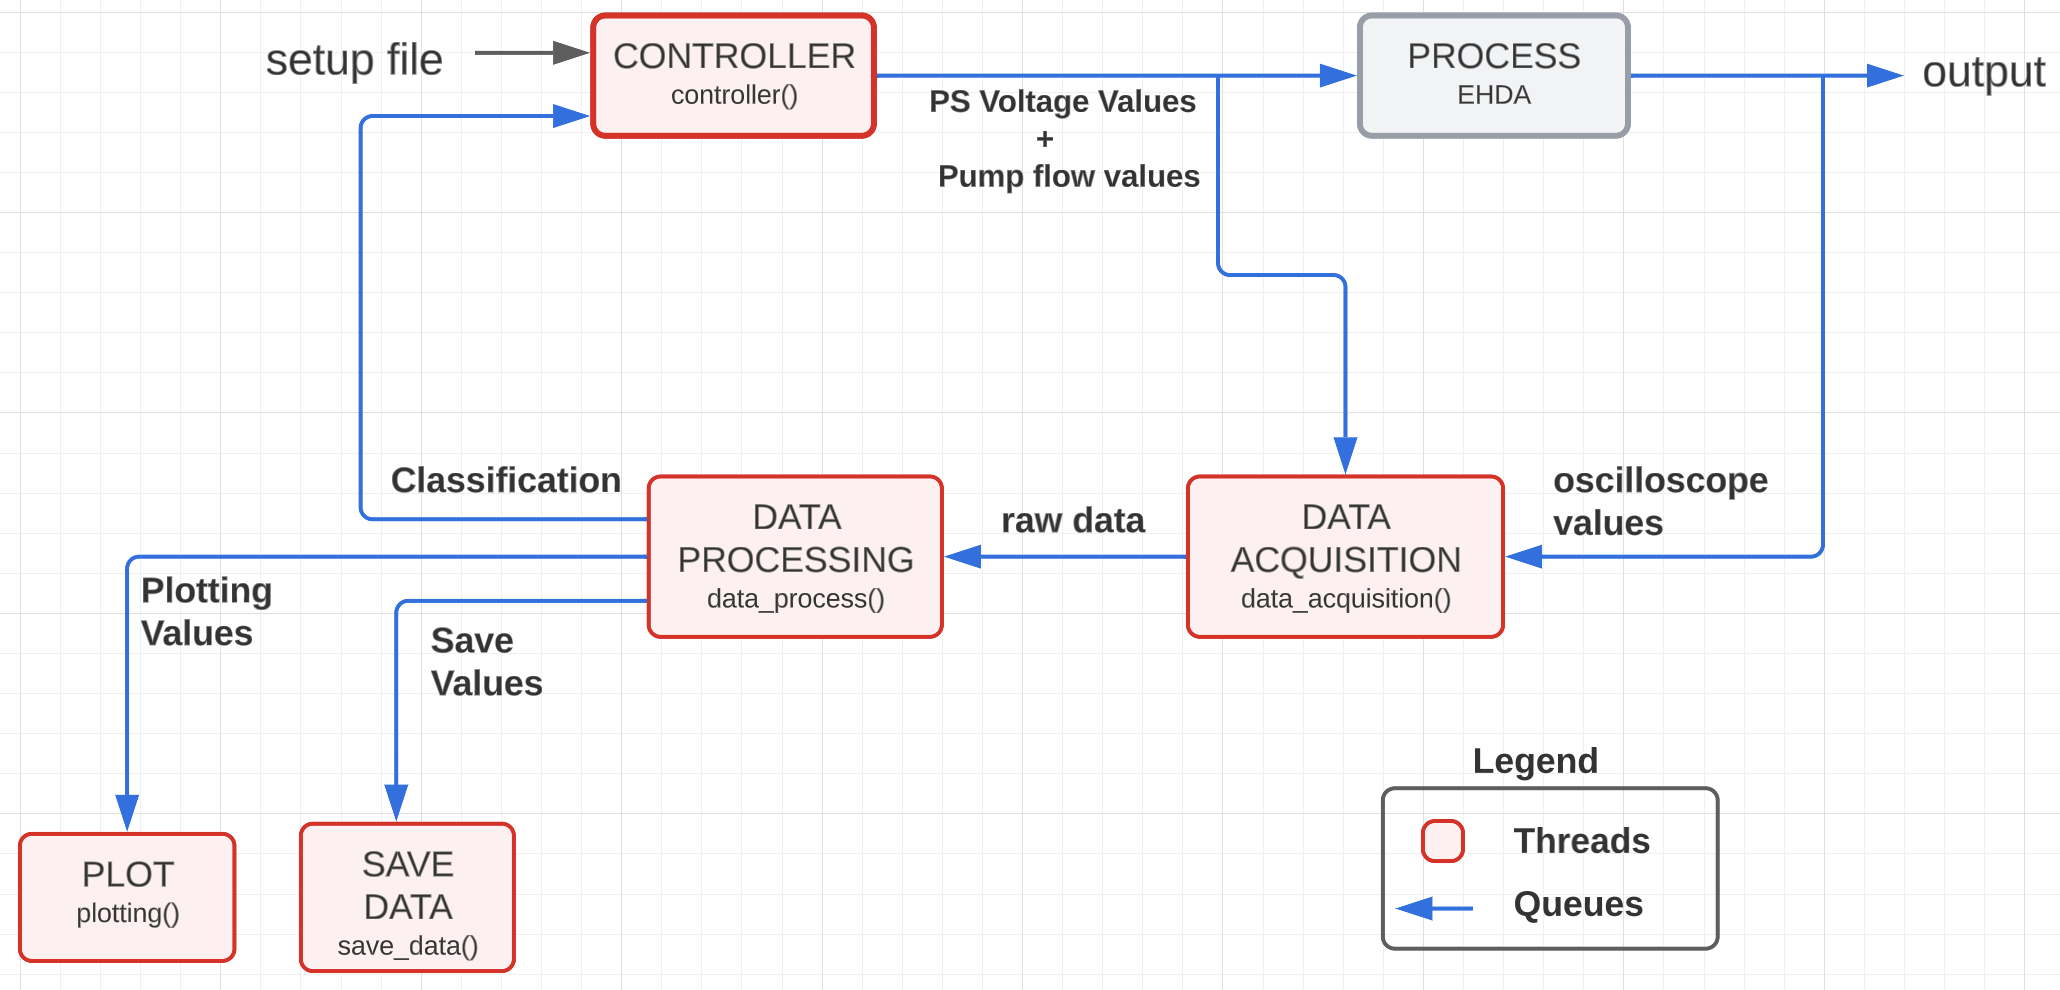 setup file
CONTROLLER
controller()
PROCESS
EHDA
output
PS Voltage Values
+
Pump flow values
Classification
DATA
PROCESSING
data_process()
raw data
DATA
ACQUISITION
data_acquisition()
oscilloscope
values
Plotting
Values
Save
Values
PLOT
plotting()
SAVE
DATA
save_data()
Legend
Threads
Queues